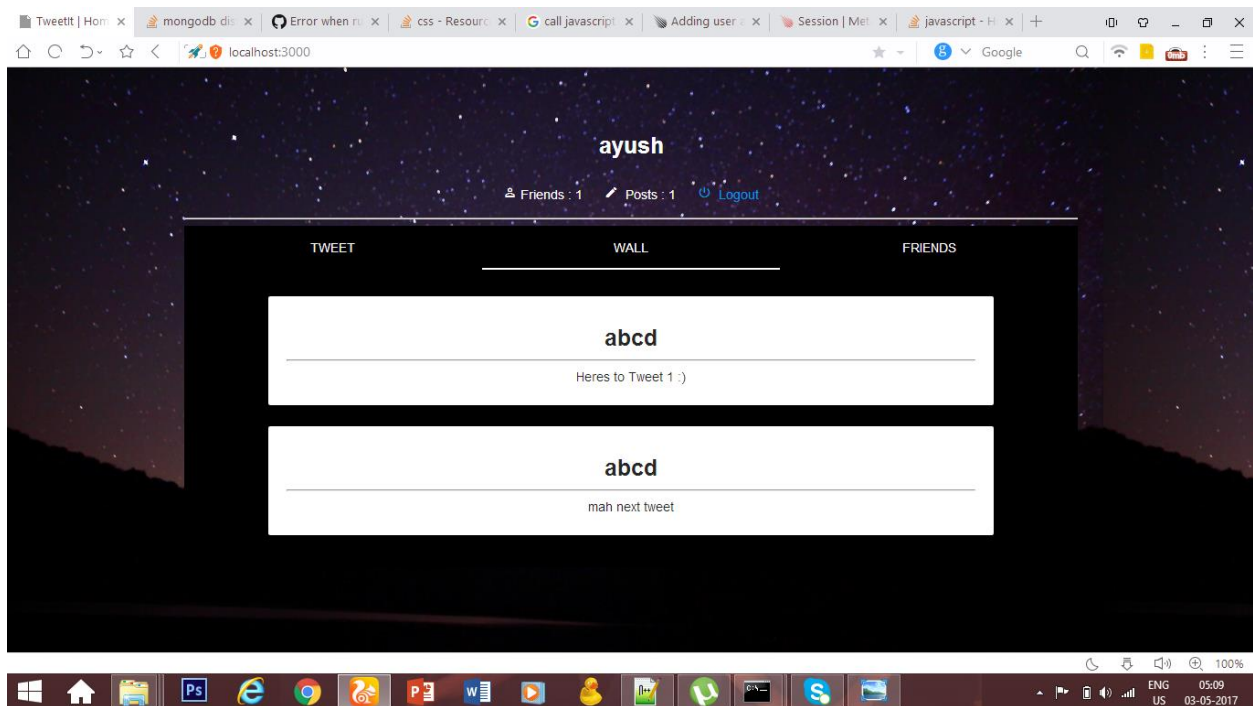 TweetIt | Hom
mongodb dis
Error when ru
css - Resourc
call javascript
Adding user a
Session | Met
javascript - H
localhost:3000
Google
ayush
Friends : 1 Posts : 1 Logout
TWEET WALL FRIENDS
abcd
Heres to Tweet 1 :)
abcd
mah next tweet
100%
Ps
ENG 05:09
US 03-05-2017